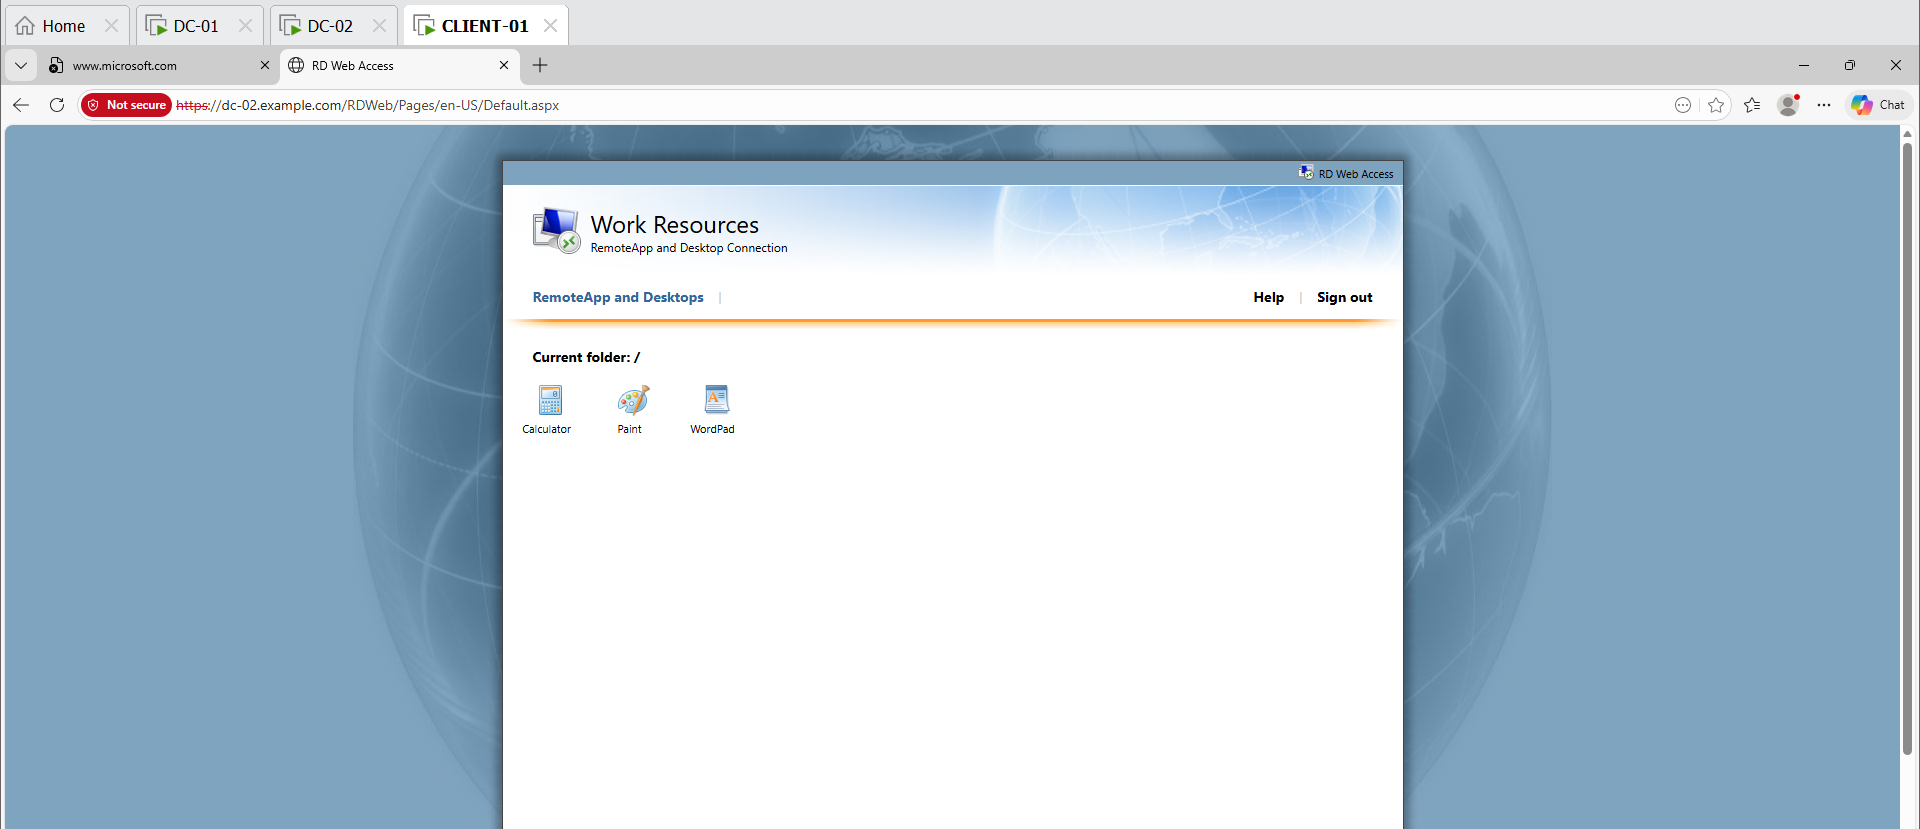 Home
DC-01
DC-02
CLIENT-01
www.microsoft.com
RD Web Access
Not secure
https://dc-02.example.com/RDWeb/Pages/en-US/Default.aspx
Chat
RD Web Access
Work Resources
RemoteApp and Desktop Connection
RemoteApp and Desktops |
Help | Sign out
Current folder: /
Calculator
Paint
WordPad